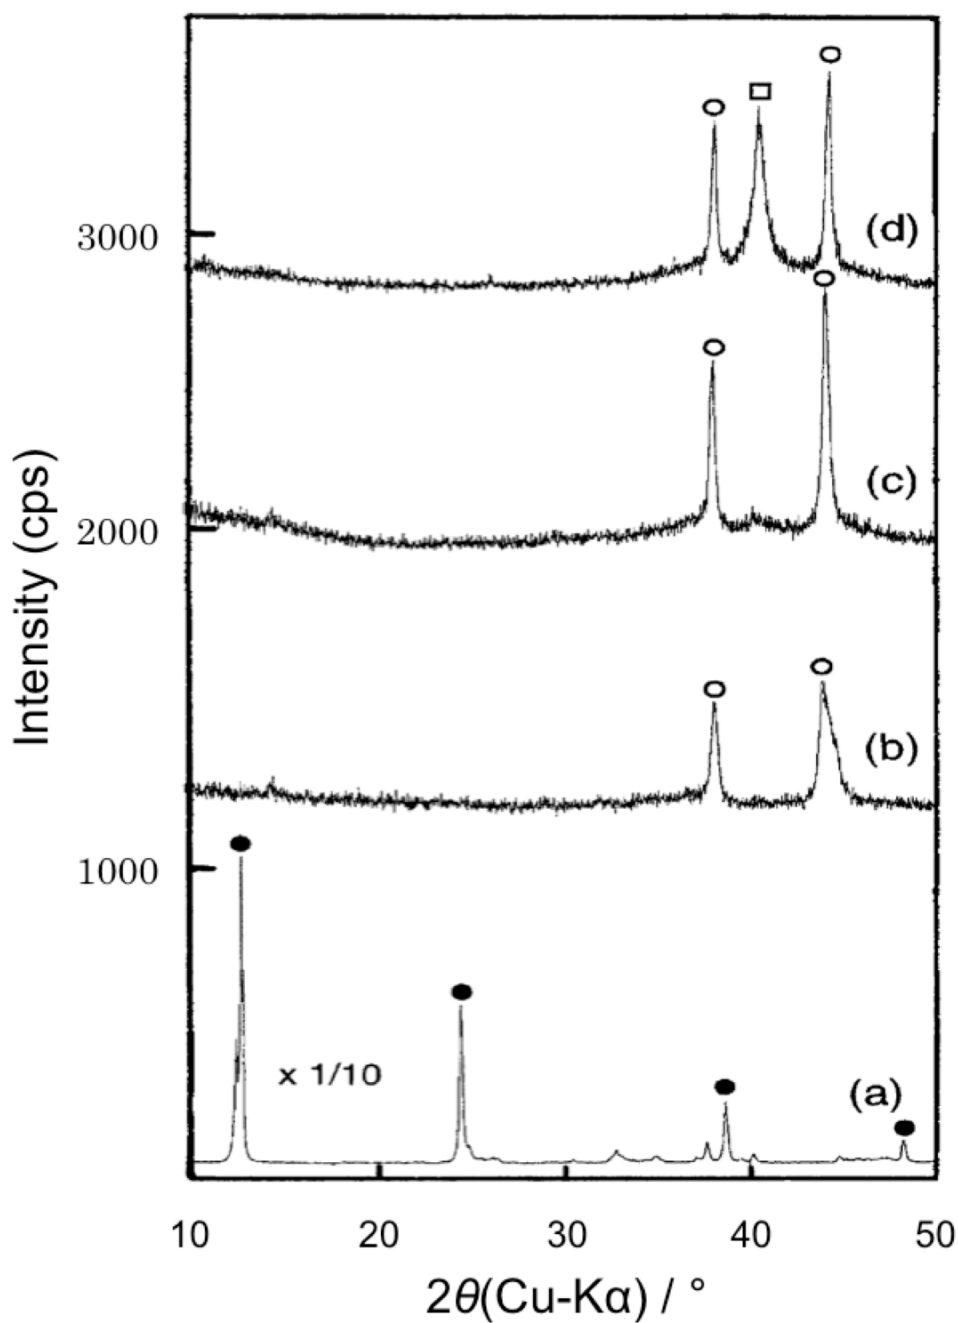 (d)
3000
(c)
2000
Intensity (cps)
(b)
1000
x 1/10
(a)
10 20 30 40 50
2θ(Cu-Kα) / °